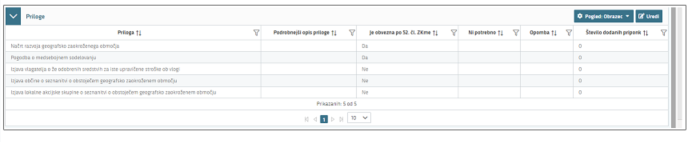 Priloge
Pogled: Obrazec
Uredi
Priloga
Podrobnejši opis priloge
je obvezna po 52. čl. ZKme
Ni potrebno
Opomba
Število dodanih priponk
Način razvoja geografsko zaokroženega območja
Da
0
Pogodba o medsebojnem sodelovanju
Da
0
Izjava vlagatelja o že odobrenih sredstvih za iste upravičene stroške ob vlogi
Ne
0
Izjava občine o seznanitvi o obstoječem geografsko zaokroženem območju
Ne
0
Izjava lokalne akcijske skupine o seznanitvi o obstoječem geografsko zaokroženem območju
Ne
0
Prikazanih: 5 od 5
1
10